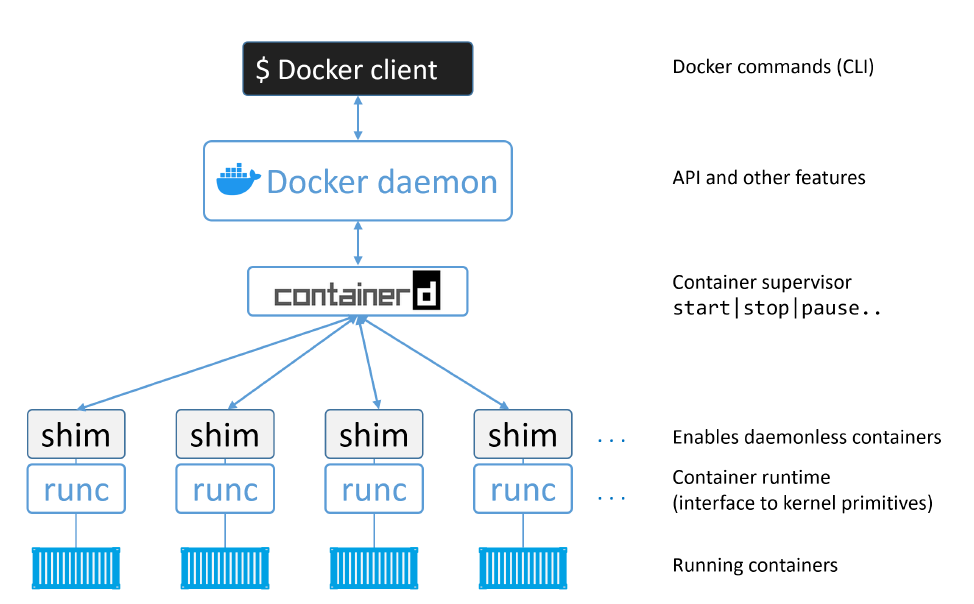 $ Docker client
Docker commands (CLI)
Docker daemon
API and other features
containerd
Container supervisor
start|stop|pause..
shim shim shim shim ...
Enables daemonless containers
runc runc runc runc ...
Container runtime
(interface to kernel primitives)
Running containers